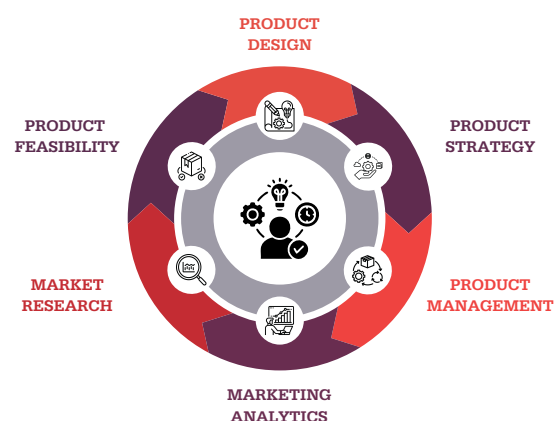 PRODUCT
DESIGN
PRODUCT
STRATEGY
PRODUCT
MANAGEMENT
MARKETING
ANALYTICS
MARKET
RESEARCH
PRODUCT
FEASIBILITY